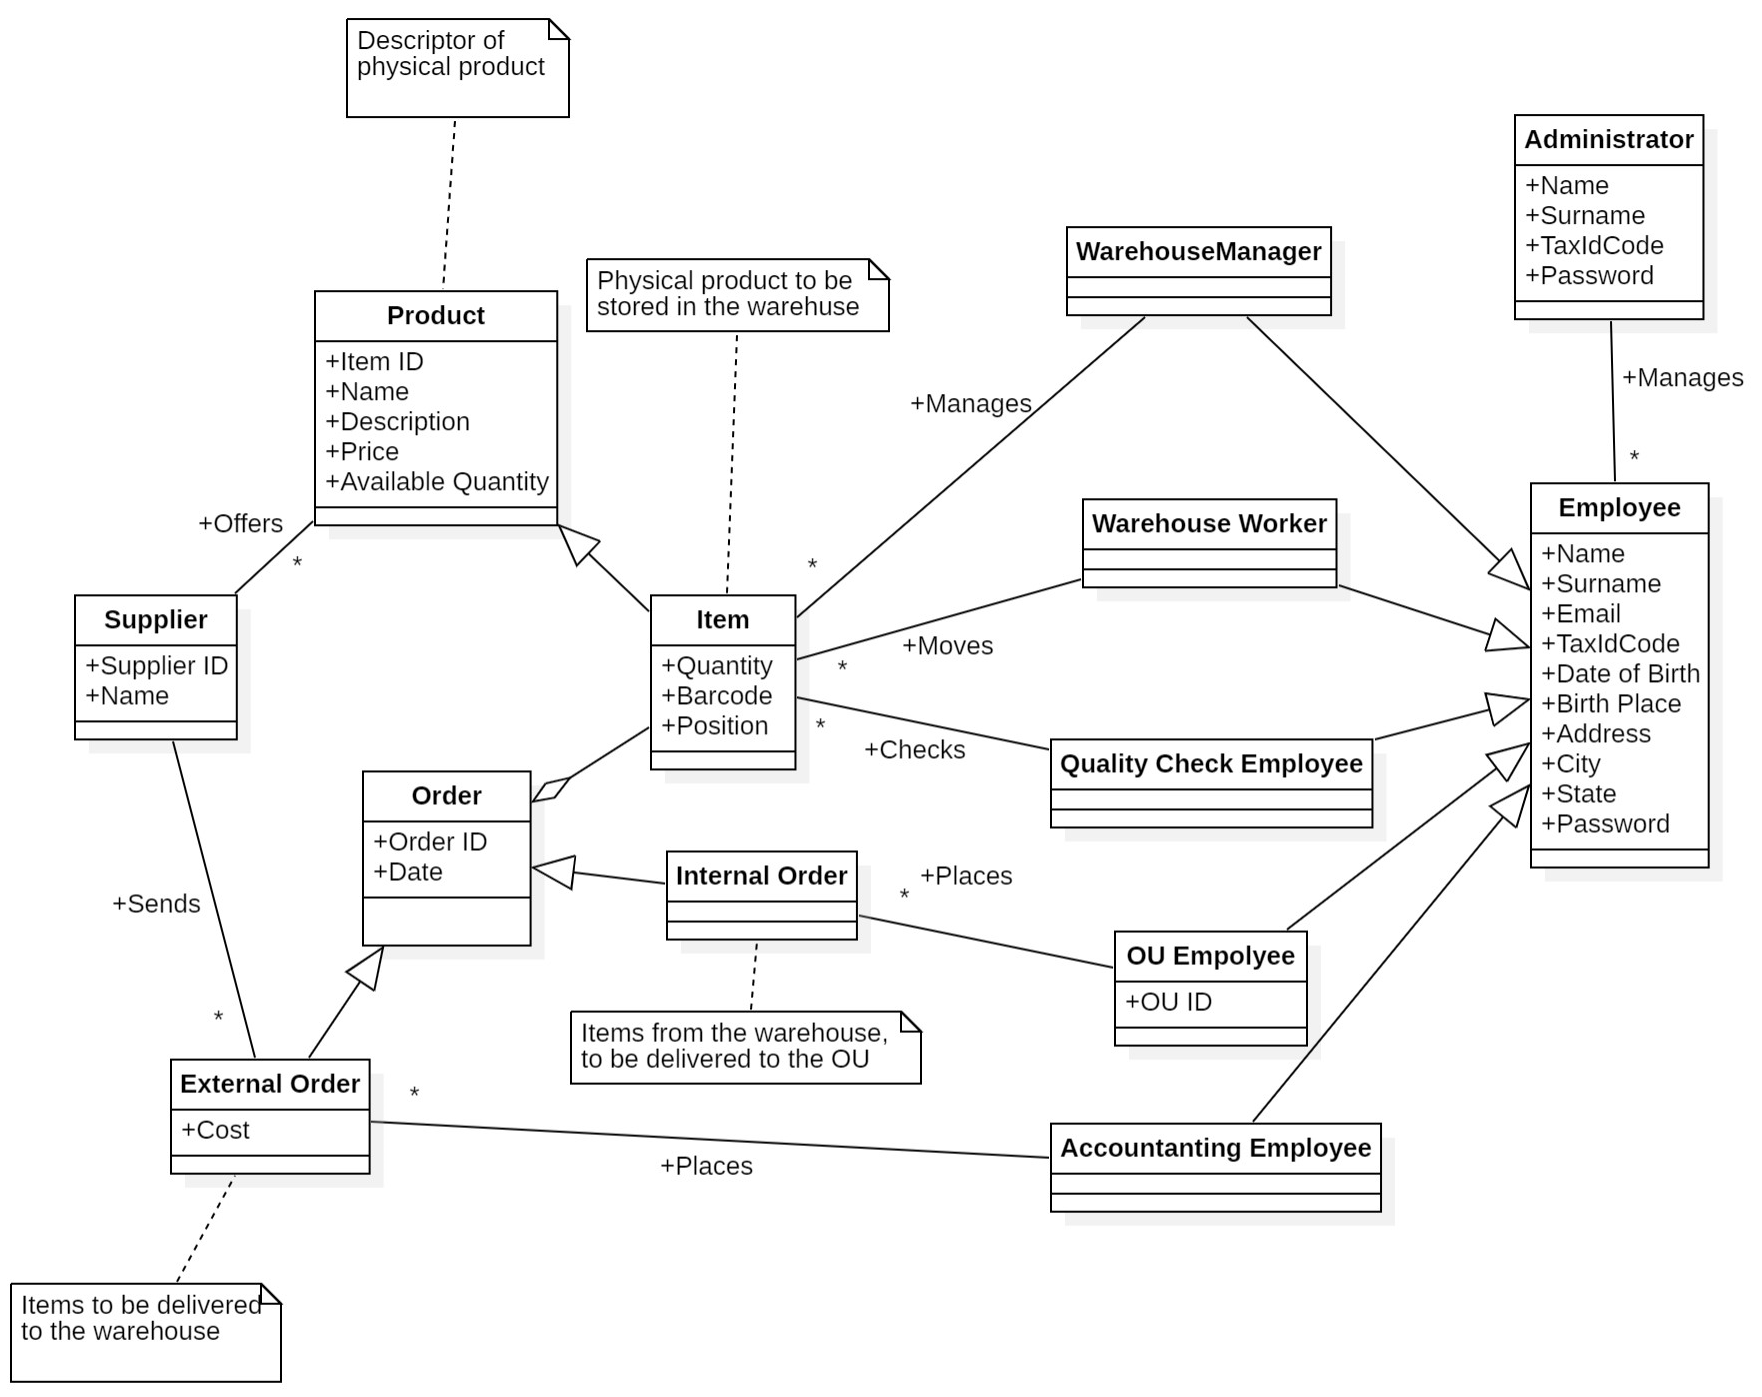 Descriptor of
physical product
Administrator
+Name
+Surname
+TaxIdCode
+Password
WarehouseManager
Physical product to be
stored in the warehuse
Product
+Item ID
+Name
+Description
+Price
+Available Quantity
+Manages
+Manages
*
Employee
+Name
+Surname
+Email
+TaxIdCode
+Date of Birth
+Birth Place
+Address
+City
+State
+Password
Warehouse Worker
+Offers
*
*
Supplier
+Supplier ID
+Name
Item
+Quantity
+Barcode
+Position
+Moves
*
*
+Checks
Quality Check Employee
Order
+Order ID
+Date
Internal Order
+Places
*
+Sends
*
OU Empolyee
+OU ID
Items from the warehouse,
to be delivered to the OU
External Order
+Cost
*
+Places
Accountanting Employee
Items to be delivered
to the warehouse